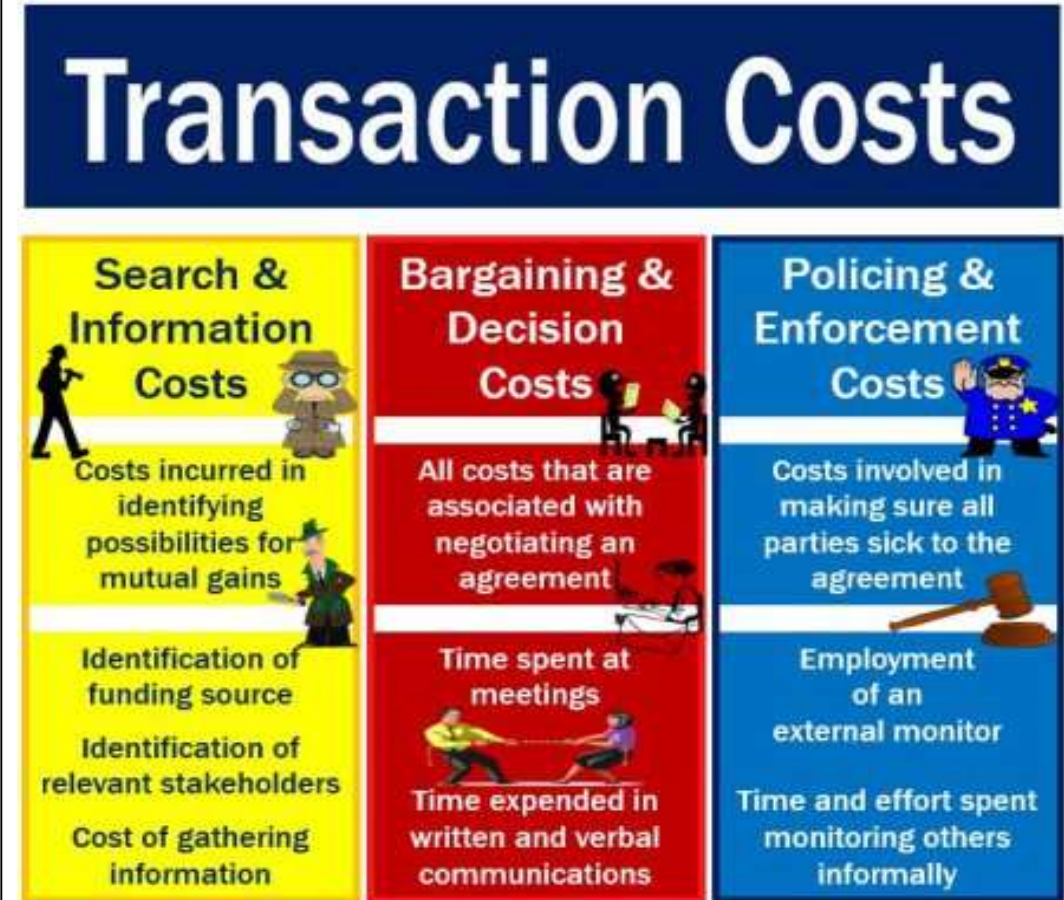 Transaction Costs
Search &
Information
Costs
Costs incurred in
identifying
possibilities for
mutual gains
Identification of
funding source
Identification of
relevant stakeholders
Cost of gathering
information
Bargaining &
Decision
Costs
All costs that are
associated with
negotiating an
agreement
Time spent at
meetings
Time expended in
written and verbal
communications
Policing &
Enforcement
Costs
Costs involved in
making sure all
parties sick to the
agreement
Employment
of an
external monitor
Time and effort spent
monitoring others
informally